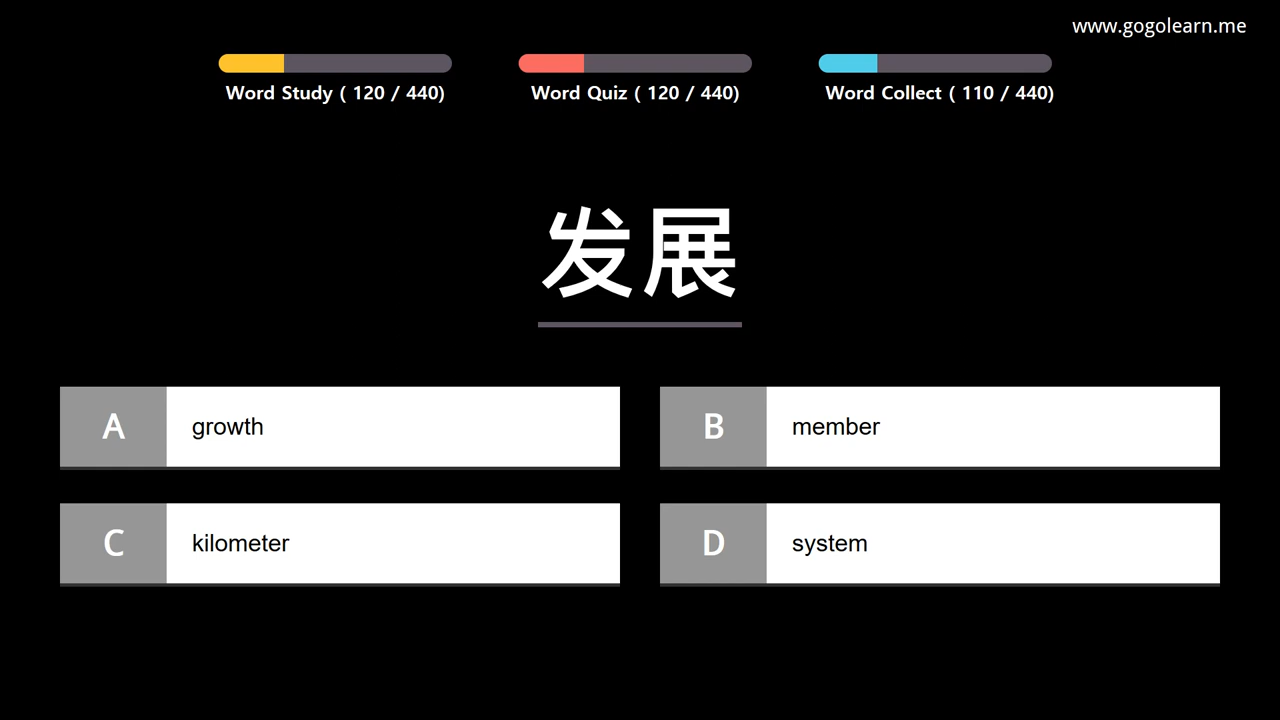 www.gogolearn.me
Word Study ( 120 / 440)
Word Quiz ( 120 / 440)
Word Collect ( 110 / 440)
发展
A growth
B member
C kilometer
D system